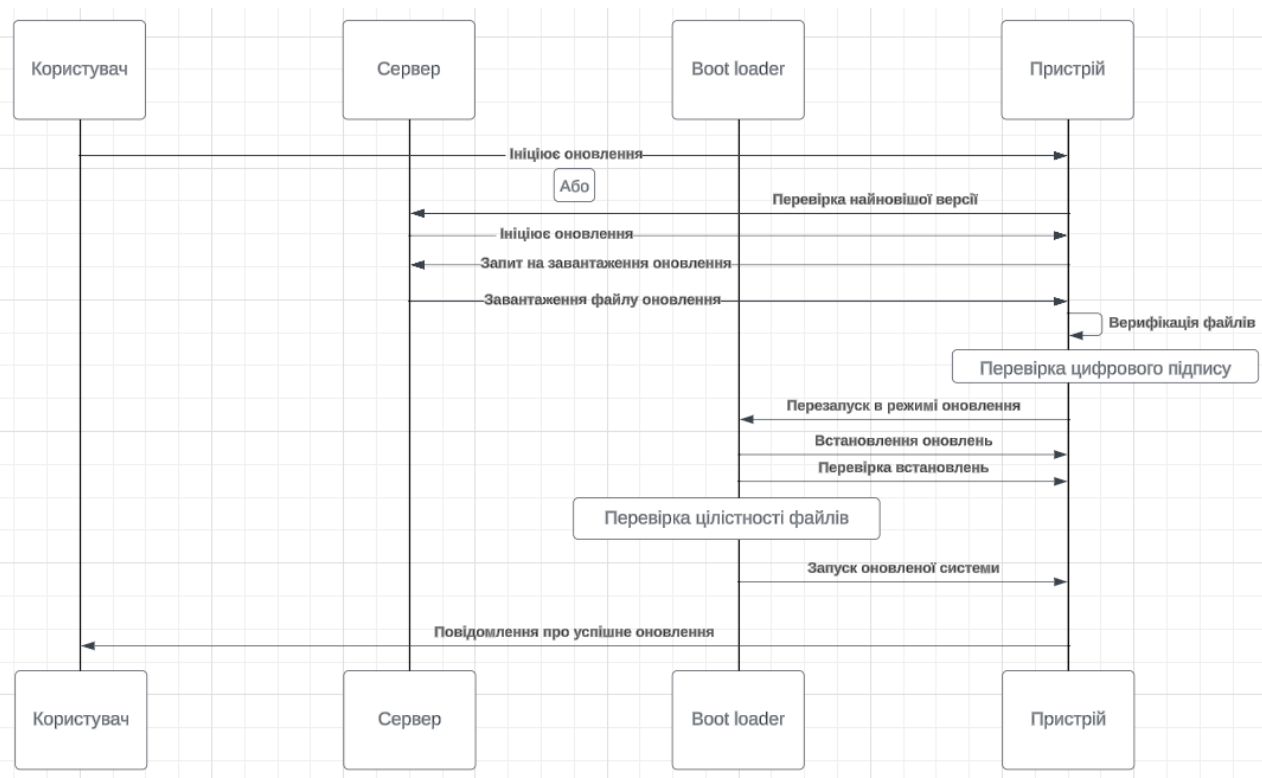 Користувач
Сервер
Boot loader
Пристрій
Ініціює оновлення
Або
Перевірка найновішої версії
Ініціює оновлення
Запит на завантаження оновлення
Завантаження файлу оновлення
Верифікація файлів
Перевірка цифрового підпису
Перезапуск в режимі оновлення
Встановлення оновлень
Перевірка встановлень
Перевірка цілістності файлів
Запуск оновленої системи
Повідомлення про успішне оновлення
Користувач
Сервер
Boot loader
Пристрій